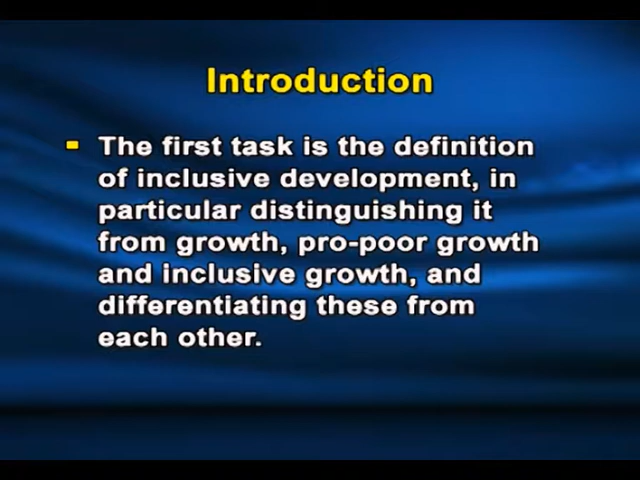 Introduction
The first task is the definition
of inclusive development, in
particular distinguishing it
from growth, pro-poor growth
and inclusive growth, and
differentiating these from
each other.